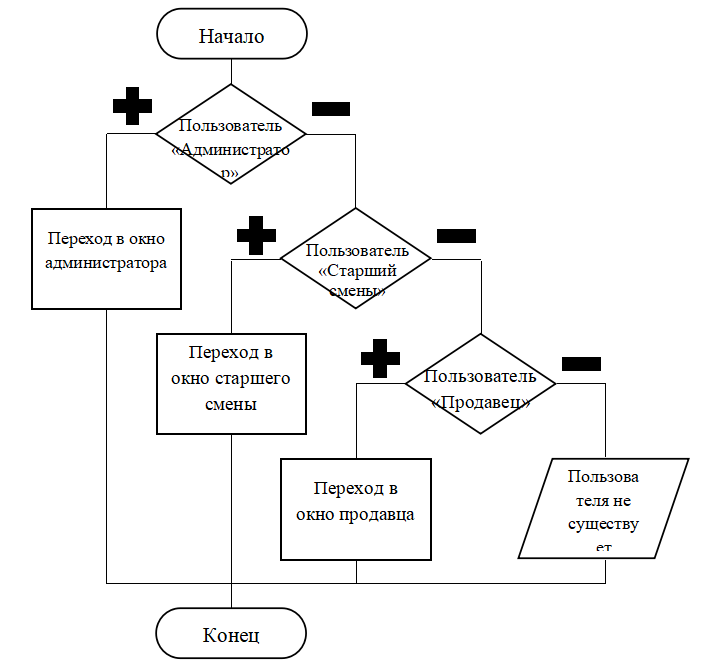 Начало
Пользователь
«Администрато
р»
Переход в окно
администратора
Пользователь
«Старший
смены»
Переход в
окно старшего
смены
Пользователь
«Продавец»
Переход в
окно продавца
Пользова
теля не
существу
ет
Конец